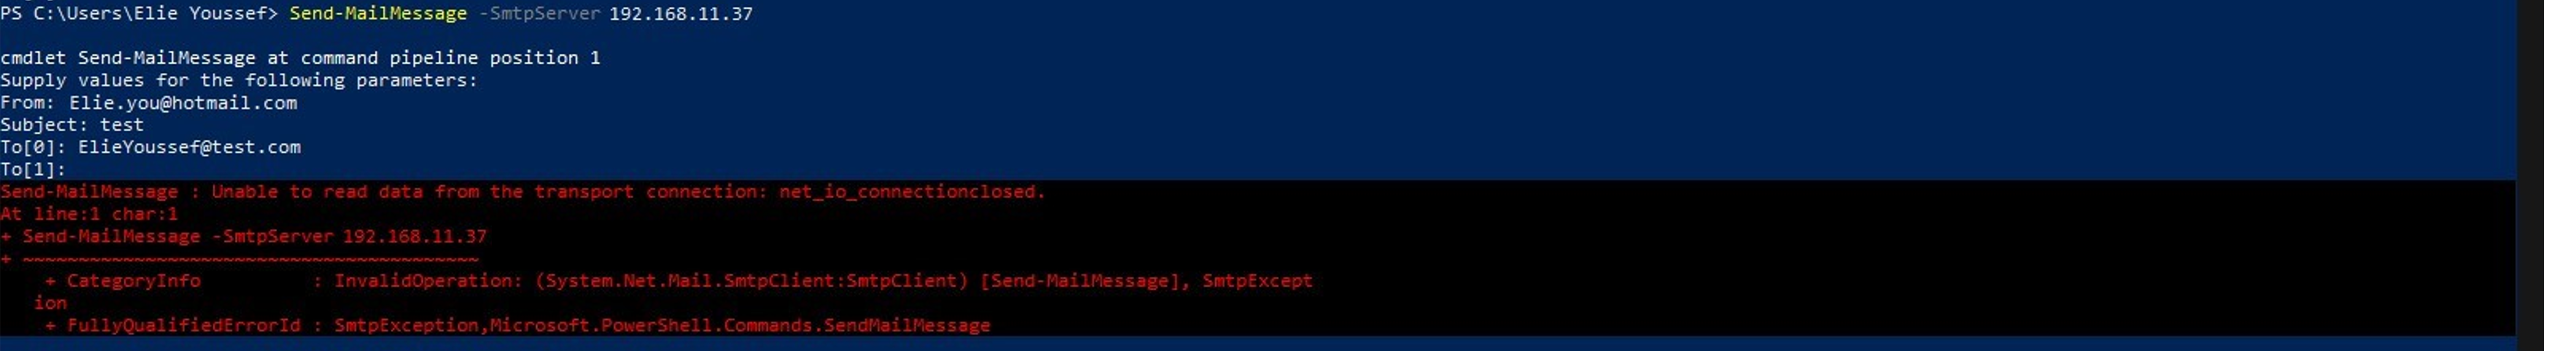 PS C:\Users\Elie Youssef> Send-MailMessage -SmtpServer 192.168.11.37
cmdlet Send-MailMessage at command pipeline position 1
Supply values for the following parameters:
From: Elie.you@hotmail.com
Subject: test
To[0]: ElieYoussef@test.com
To[1]:
Send-MailMessage : Unable to read data from the transport connection: net_io_connectionclosed.
At line:1 char:1
+ Send-MailMessage -SmtpServer 192.168.11.37
+ ~~~~~~~~~~~~~~~~~~~~~~~~~~~~~~~~~~~~~~~~~
+ CategoryInfo : InvalidOperation: (System.Net.Mail.SmtpClient:SmtpClient) [Send-MailMessage], SmtpExcept
ion
+ FullyQualifiedErrorId : SmtpException,Microsoft.PowerShell.Commands.SendMailMessage